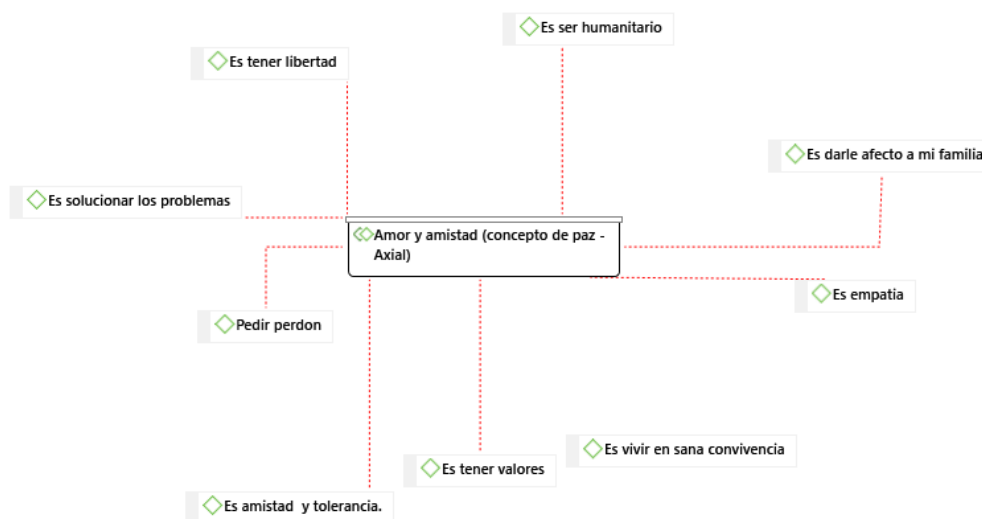 Es ser humanitario
Es tener libertad
Es darle afecto a mi familia
Es solucionar los problemas
Amor y amistad (concepto de paz -
Axial)
Es empatia
Pedir perdon
Es vivir en sana convivencia
Es tener valores
Es amistad  y tolerancia.